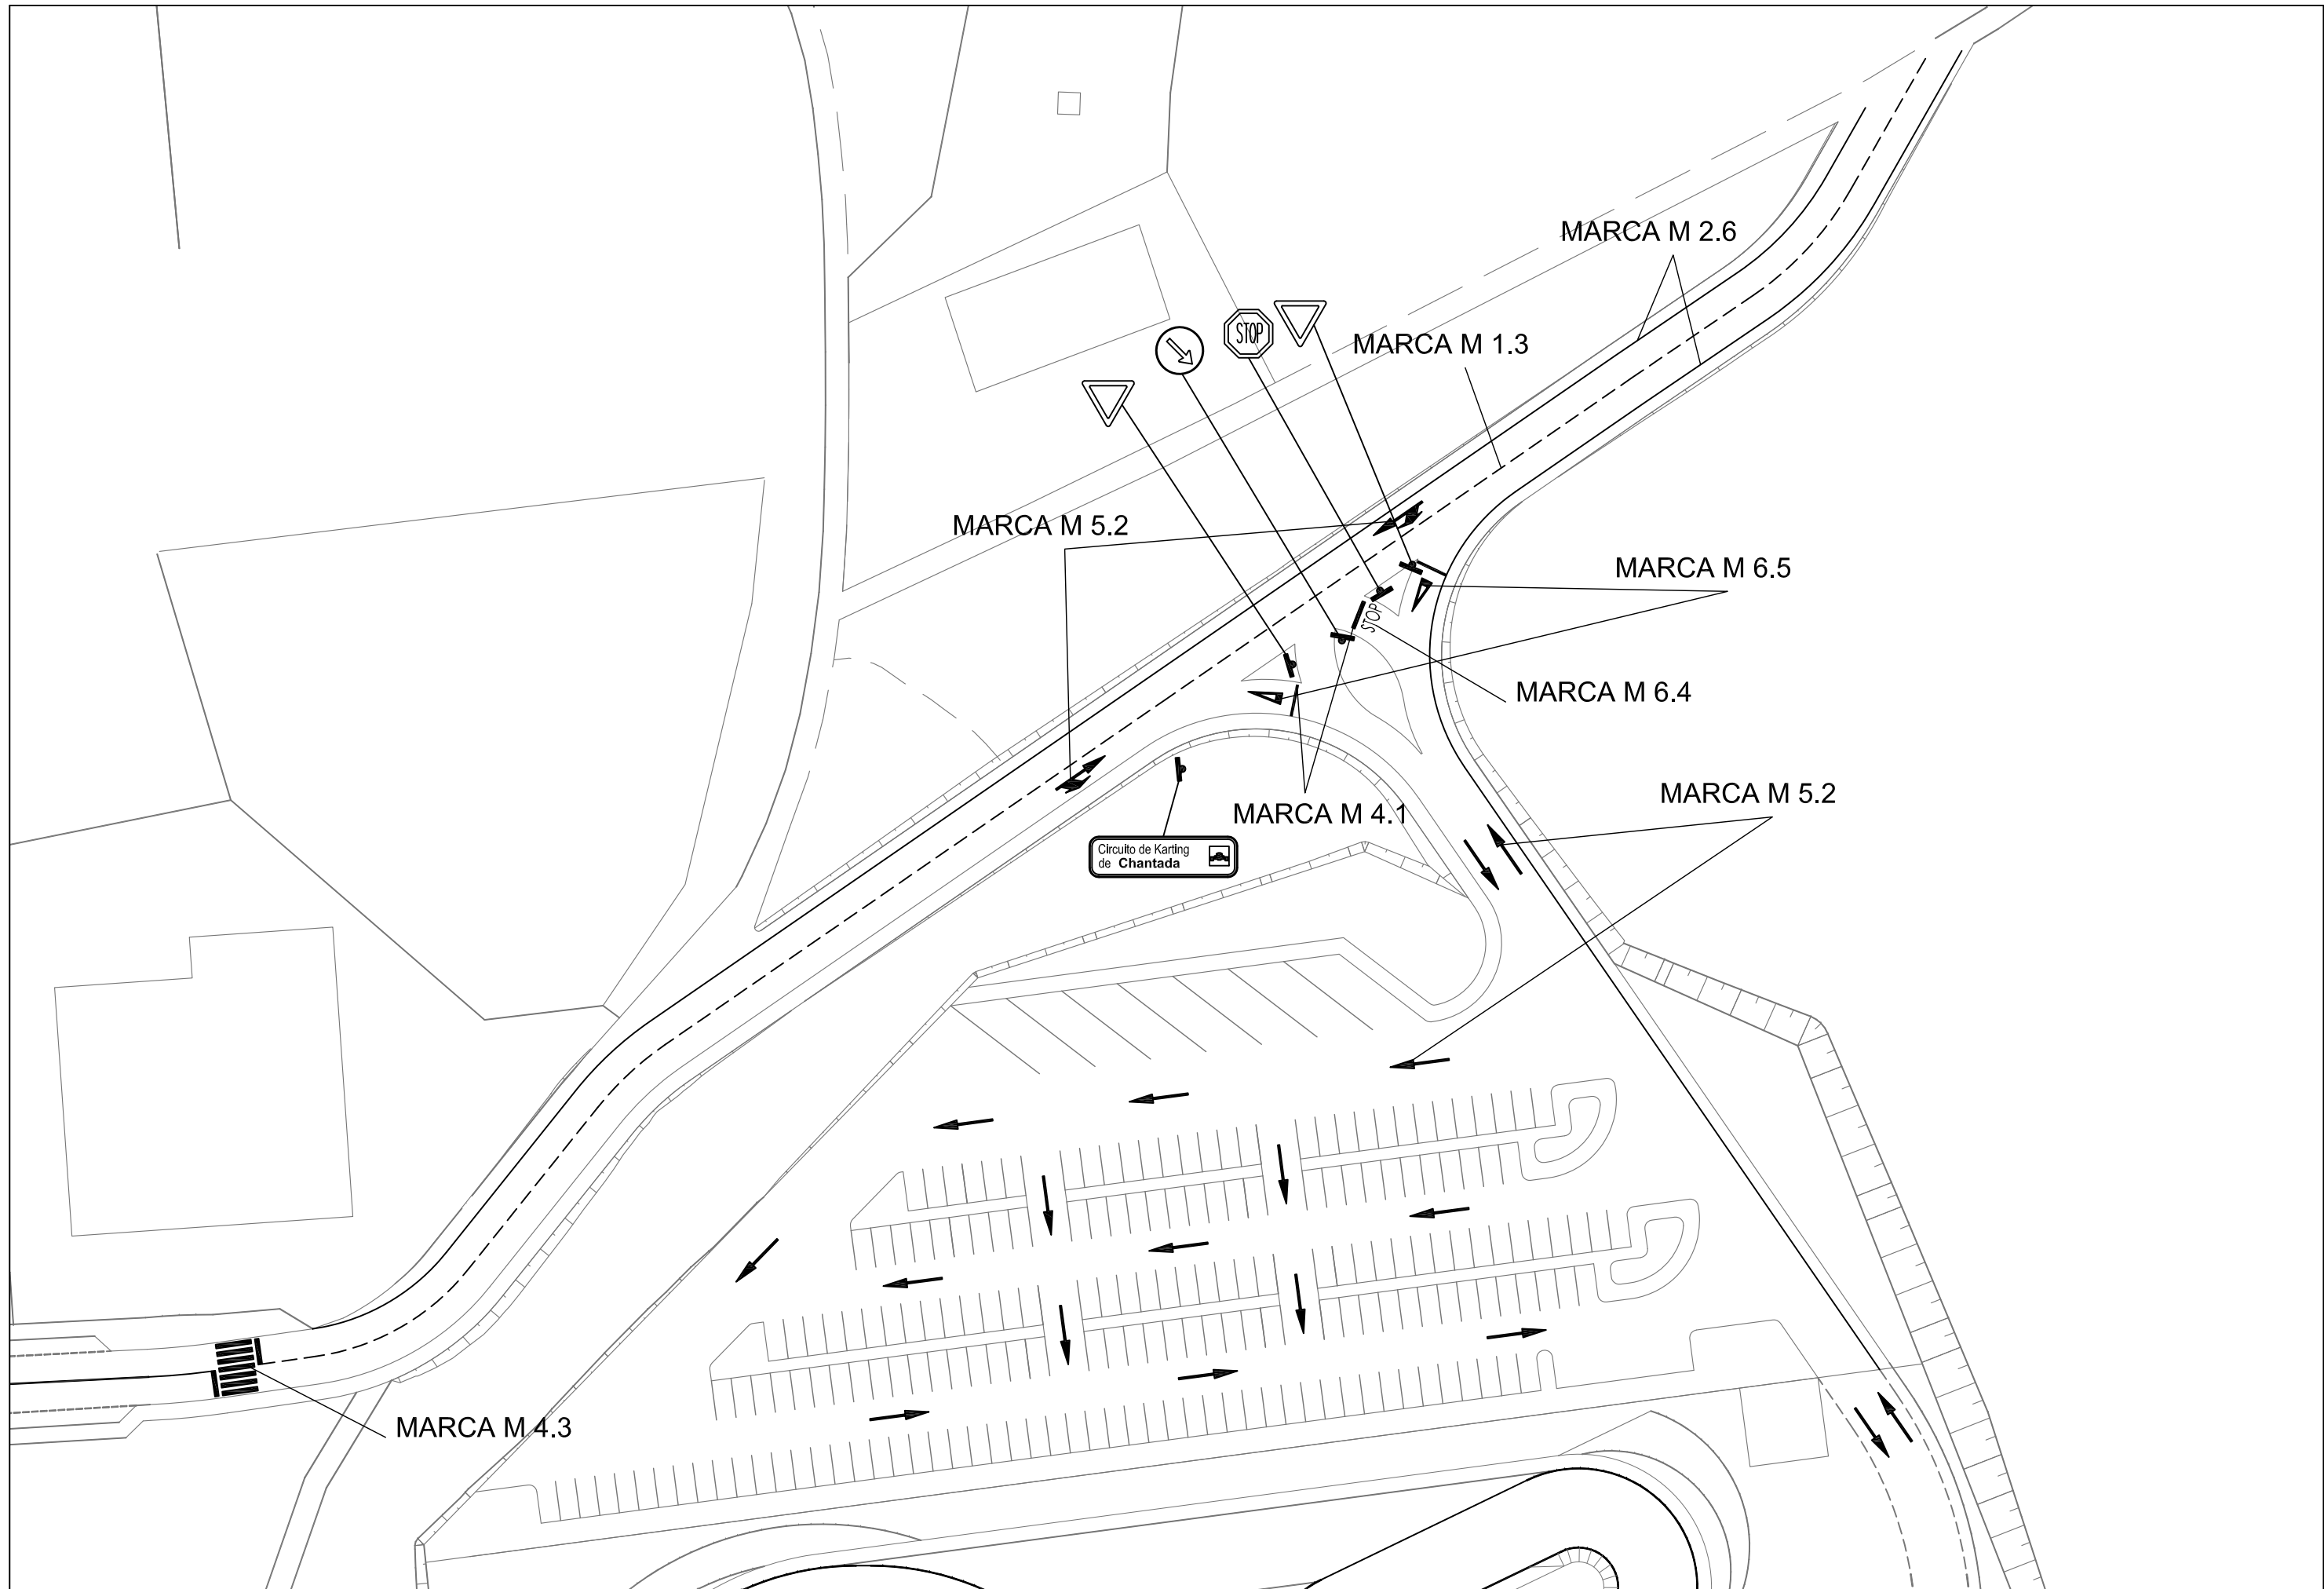 MARCA M 2.6
STOP
MARCA M 1.3
MARCA M 5.2
MARCA M 6.5
STOP
MARCA M 6.4
MARCA M 5.2
MARCA M 4.1
Circuito de Karting
de Chantada
MARCA M 4.3